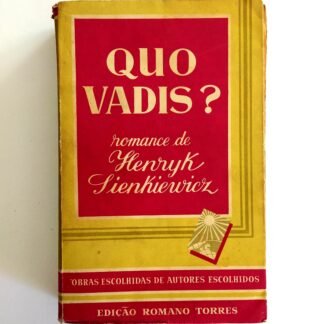 QUO
VADIS?
romance de
Henryk
Sienkiewicz
OBRAS ESCOLHIDAS DE AUTORES ESCOLHIDOS
EDIÇÃO ROMANO TORRES